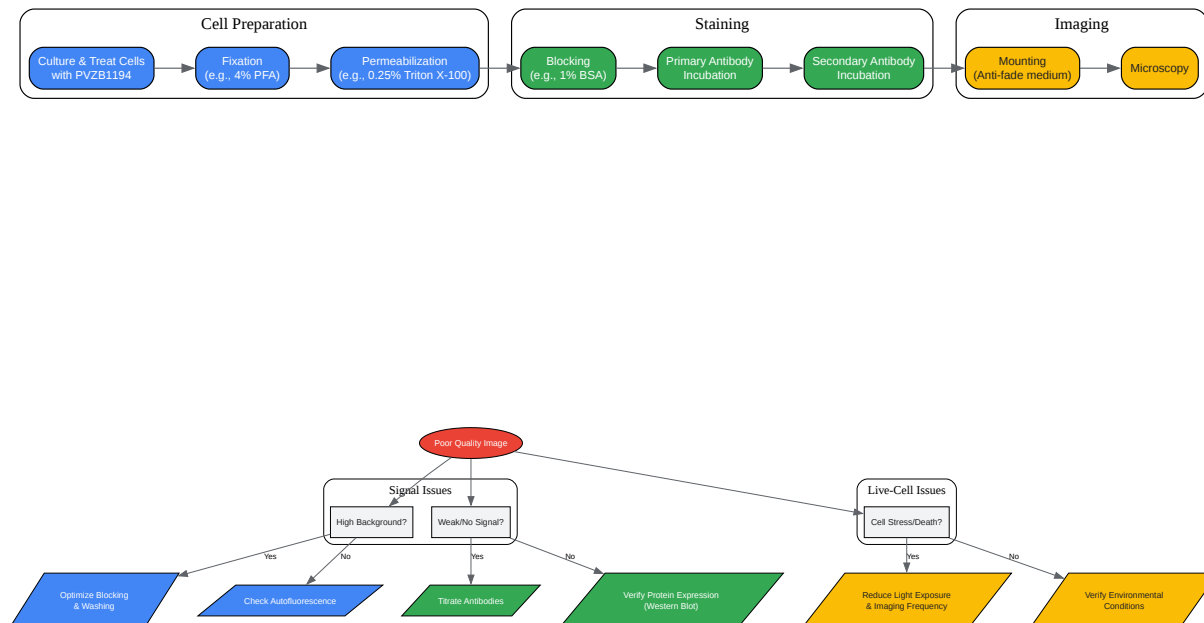 Cell Preparation
Staining
Imaging
Culture & Treat Cells
with PVZB1194
Fixation
(e.g., 4% PFA)
Permeabilization
(e.g., 0.25% Triton X-100)
Blocking
(e.g., 1% BSA)
Primary Antibody
Incubation
Secondary Antibody
Incubation
Mounting
(Anti-fade medium)
Microscopy
Poor Quality Image
Signal Issues
Live-Cell Issues
High Background?
Weak/No Signal?
Cell Stress/Death?
Yes
No
Yes
No
Yes
No
Optimize Blocking
& Washing
Check Autofluorescence
Titrate Antibodies
Verify Protein Expression
(Western Blot)
Reduce Light Exposure
& Imaging Frequency
Verify Environmental
Conditions